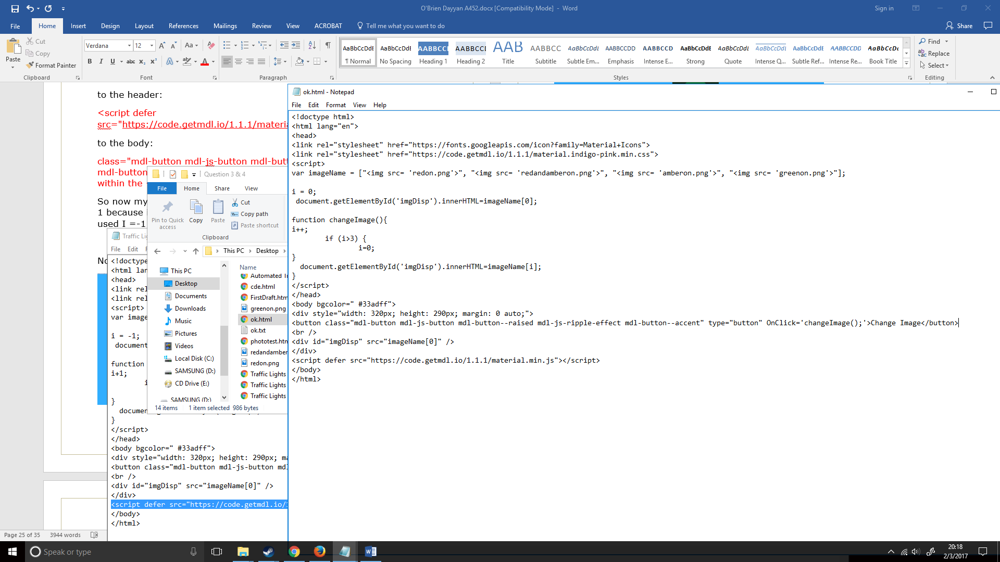 O'Brien Dayyan A452.docx [Compatibility Mode] - Word
Sign in
File Home Insert Design Layout References Mailings Review View ACROBAT Tell me what you want to do
Share
Paste
Cut
Copy
Format Painter
Clipboard
Verdana 12
Font
Paragraph
AaBbCcDdE AaBbCcDdE AABBCCI AABBCCI AAB AABBCC AaBbCcDdL AABBCCDD AABBCCD AaBbCcDdE AaBbCcDdL AaBbCcDdL AaBbCcDdL AABBCCDD AaBbCcDc
¶ Normal No Spacing Heading 1 Heading 2 Title Subtitle Subtle Em... Emphasis Intense E... Strong Quote Intense Q... Subtle Ref... Intense Re... Book Title
Styles
Find
Replace
Select
Editing
to the header:
<script defer
src="https://code.getmdl.io/1.1.1/materia
to the body:
class="mdl-button mdl-js-button mdl-but
mdl-button
within the
So now my
1 because i
used I =-1
No
Traffic Li
File Edit F
<!doctype
<html lan
<head>
<link rel
<link rel
<script>
var image
i = -1;
document
function
i+1;
i
}
documen
}
</script>
</head>
<body bgcolor=" #33adff">
<div style="width: 320px; height: 290px; ma
<button class="mdl-button mdl-js-button mdl
<br />
<div id="imgDisp" src="imageName[0]" />
</div>
<script defer src="https://code.getmdl.io/1
</body>
</html>
Question 3 & 4
File Home Share View
Pin to Quick access
Copy
Paste
Cut
Copy path
Paste shortcut
Clipboard
This PC > Desktop >
This PC
Desktop
Documents
Downloads
Music
Pictures
Videos
Local Disk (C:)
SAMSUNG (D:)
CD Drive (E:)
SAMSUNG (D:)
Name
Automated
cde.html
FirstDraft.htm
greenon.png
ok.html
ok.txt
phototest.htm
redandamber
redon.png
Traffic Lights
Traffic Lights
Traffic Lights
14 items 1 item selected 986 bytes
ok.html - Notepad
File Edit Format View Help
<!doctype html>
<html lang="en">
<head>
<link rel="stylesheet" href="https://fonts.googleapis.com/icon?family=Material+Icons">
<link rel="stylesheet" href="https://code.getmdl.io/1.1.1/material.indigo-pink.min.css">
<script>
var imageName = ["<img src= 'redon.png'>", "<img src= 'redandamberon.png'>", "<img src= 'amberon.png'>", "<img src= 'greenon.png'>"];
i = 0;
document.getElementById('imgDisp').innerHTML=imageName[0];
function changeImage(){
i++;
if (i>3) {
i=0;
}
document.getElementById('imgDisp').innerHTML=imageName[i];
}
</script>
</head>
<body bgcolor=" #33adff">
<div style="width: 320px; height: 290px; margin: 0 auto;">
<button class="mdl-button mdl-js-button mdl-button--raised mdl-js-ripple-effect mdl-button--accent" type="button" OnClick='changeImage();'>Change Image</button>
<br />
<div id="imgDisp" src="imageName[0]" />
</div>
<script defer src="https://code.getmdl.io/1.1.1/material.min.js"></script>
</body>
</html>
Page 25 of 35 3944 words
Speak or type
20:18
2/3/2017